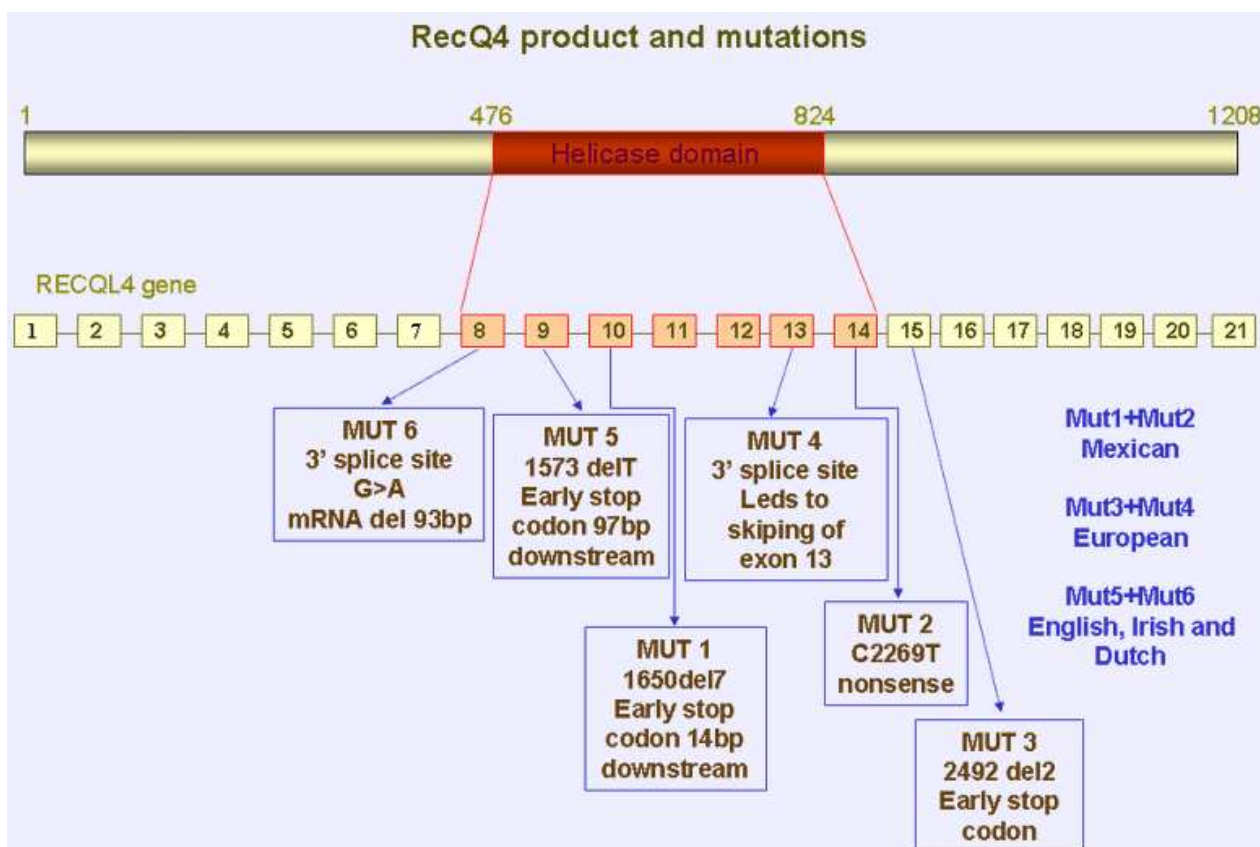 RecQ4 product and mutations
1 476 824 1208
Helicase domain
RECQL4 gene
1 2 3 4 5 6 7 8 9 10 11 12 13 14 15 16 17 18 19 20 21
MUT 6
3’ splice site
G>A
mRNA del 93bp
MUT 5
1573 delT
Early stop
codon 97bp
downstream
MUT 1
1650del7
Early stop
codon 14bp
downstream
MUT 4
3’ splice site
Leds to
skiping of
exon 13
MUT 2
C2269T
nonsense
MUT 3
2492 del2
Early stop
codon
Mut1+Mut2
Mexican
Mut3+Mut4
European
Mut5+Mut6
English, Irish and
Dutch